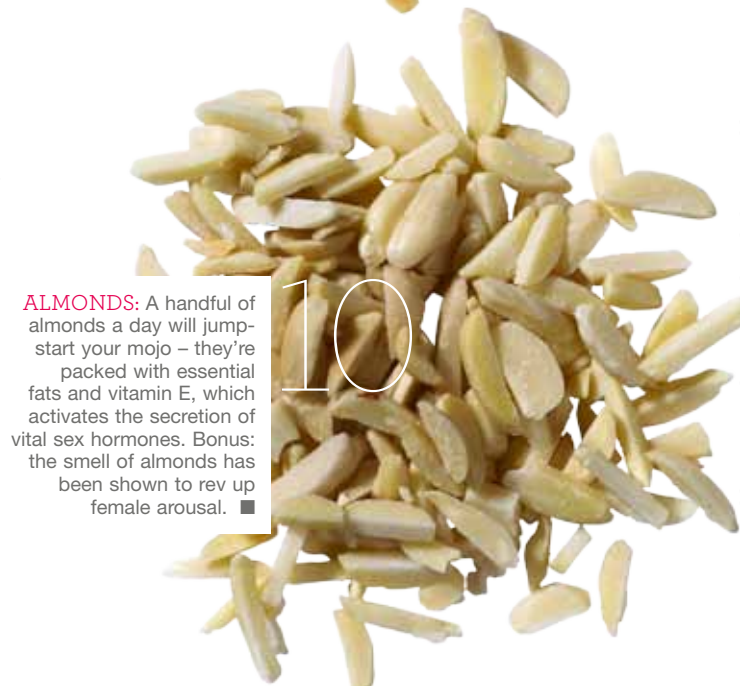 ALMONDS: A handful of
almonds a day will jump-
start your mojo – they’re
packed with essential
fats and vitamin E, which
activates the secretion of
vital sex hormones. Bonus:
the smell of almonds has
been shown to rev up
female arousal. ■
10